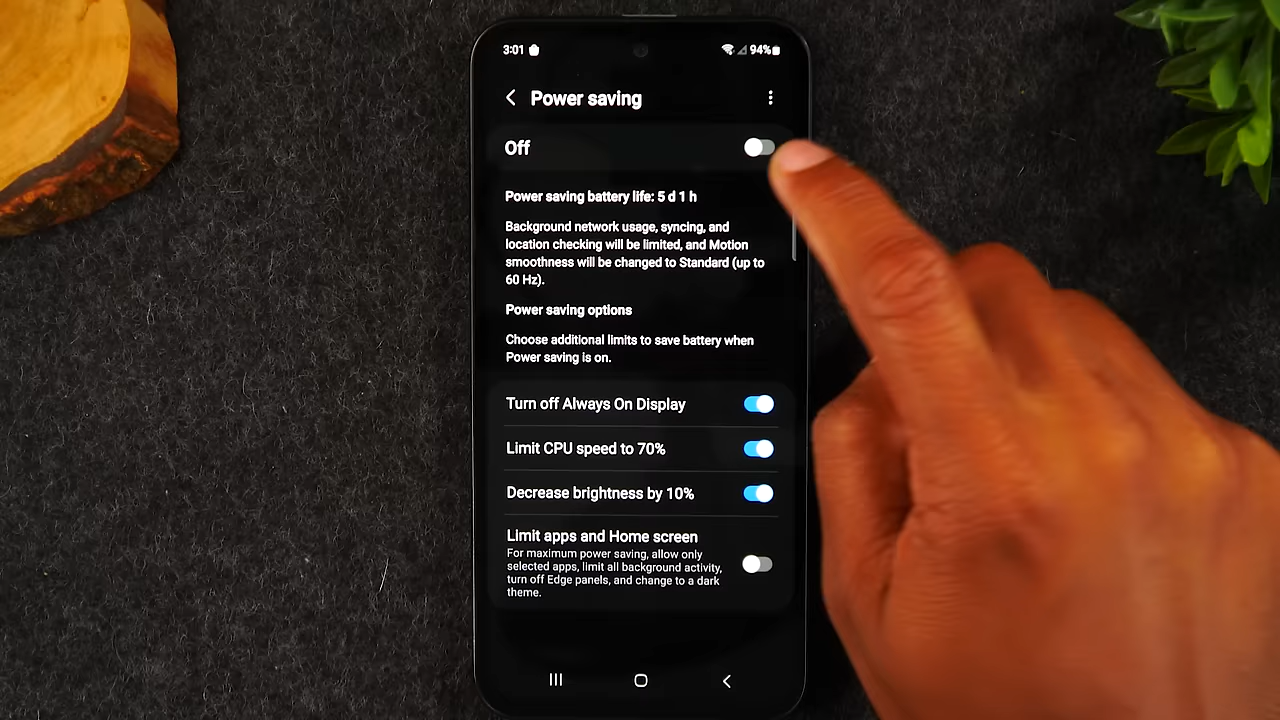 3:01 94%
Power saving
Off
Power saving battery life: 5 d 1 h
Background network usage, syncing, and
location checking will be limited, and Motion
smoothness will be changed to Standard (up to
60 Hz).
Power saving options
Choose additional limits to save battery when
Power saving is on.
Turn off Always On Display
Limit CPU speed to 70%
Decrease brightness by 10%
Limit apps and Home screen
For maximum power saving, allow only
selected apps, limit all background activity,
turn off Edge panels, and change to a dark
theme.